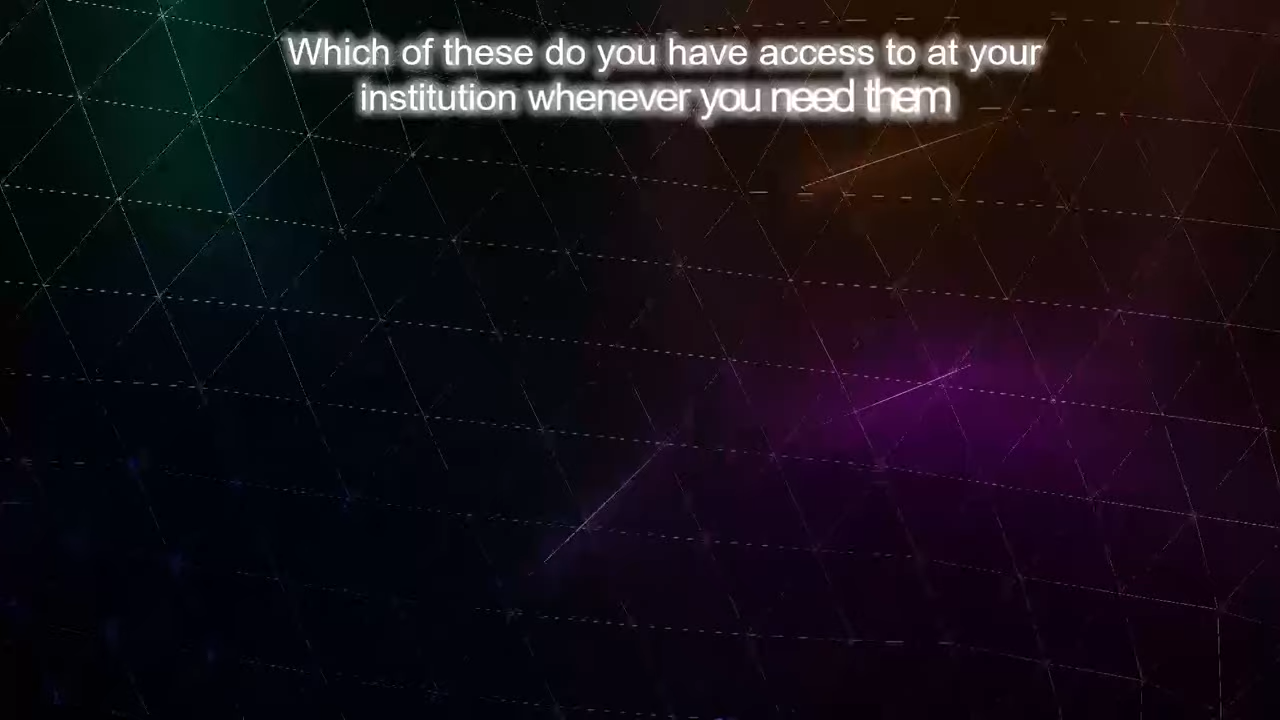 Which of these do you have access to at your
institution whenever you need them